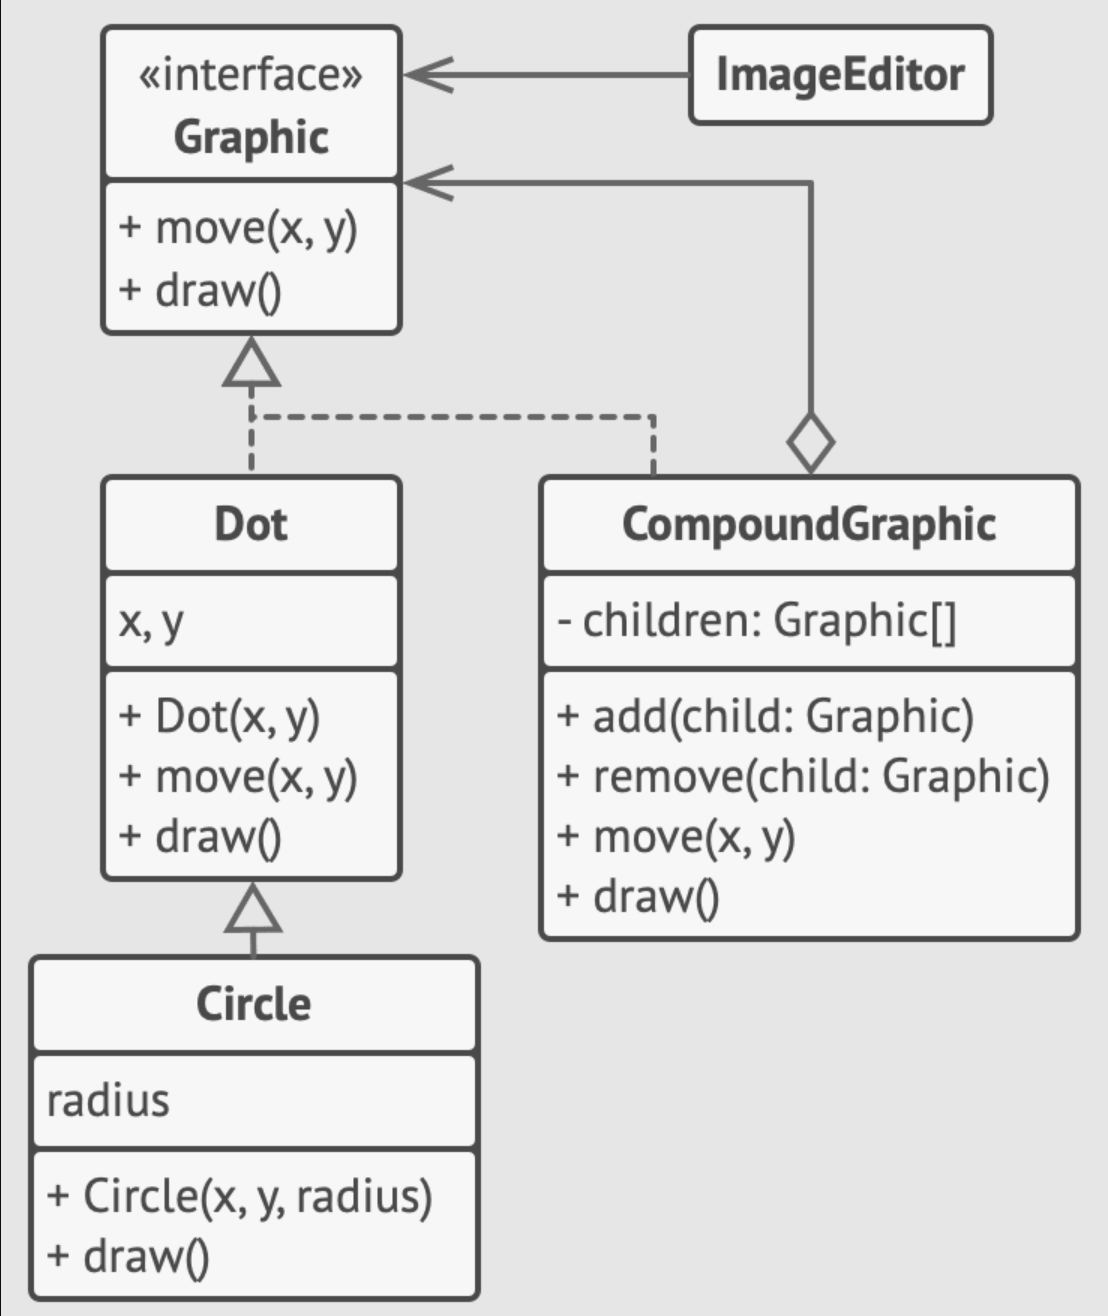 «interface»
Graphic
+ move(x, y)
+ draw()
ImageEditor
Dot
x, y
+ Dot(x, y)
+ move(x, y)
+ draw()
CompoundGraphic
- children: Graphic[]
+ add(child: Graphic)
+ remove(child: Graphic)
+ move(x, y)
+ draw()
Circle
radius
+ Circle(x, y, radius)
+ draw()